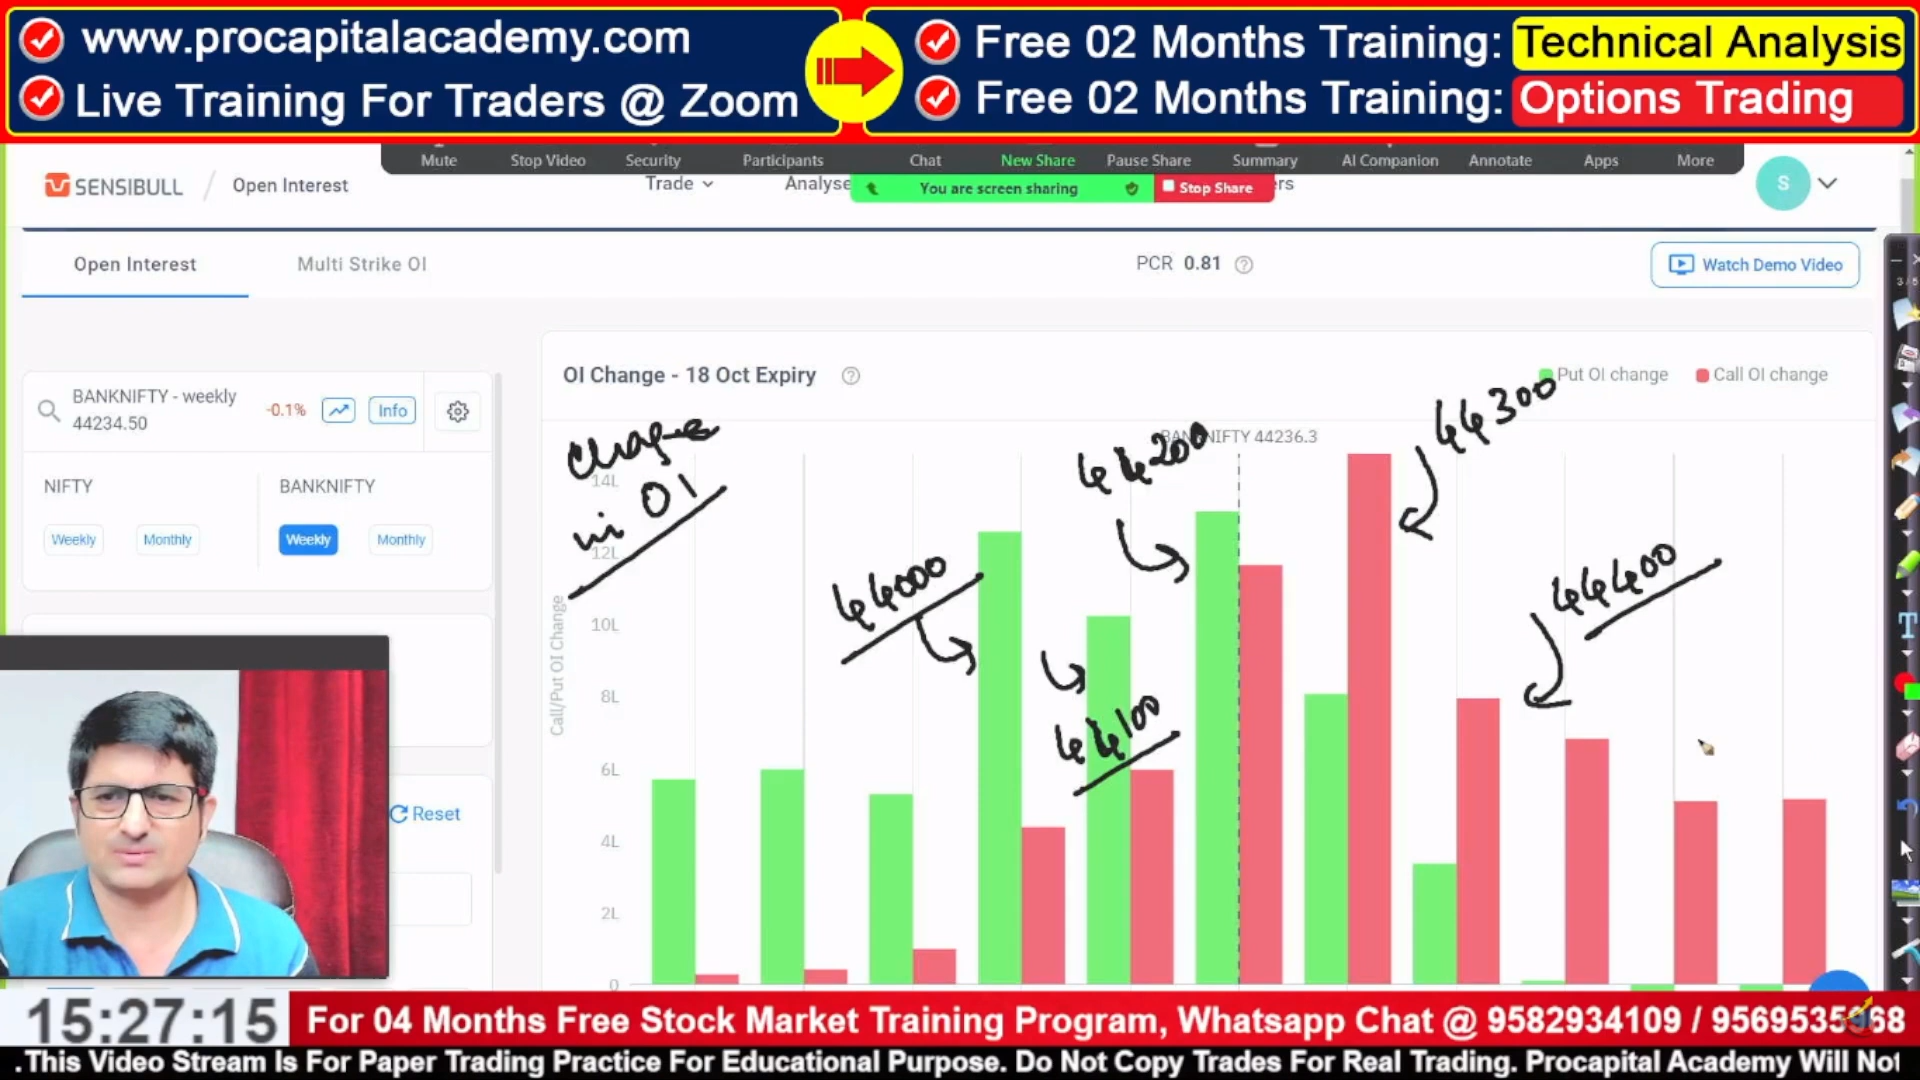 www.procapitalacademy.com
Live Training For Traders @ Zoom
Free 02 Months Training: Technical Analysis
Free 02 Months Training: Options Trading
Mute Stop Video Security Participants Chat New Share Pause Share Summary AI Companion Annotate Apps More
You are screen sharing Stop Share
SENSIBULL / Open Interest
Trade Analyse
S
Open Interest Multi Strike OI
PCR 0.81
Watch Demo Video
BANKNIFTY - weekly
44234.50
-0.1%
Info
NIFTY BANKNIFTY
Weekly Monthly Weekly Monthly
Reset
OI Change - 18 Oct Expiry
Put OI change Call OI change
BANKNIFTY 44236.3
in OI
44000
44100
44200
44300
44400
Call/Put OI Change
14L
12L
10L
8L
6L
4L
2L
0
15:27:15
For 04 Months Free Stock Market Training Program, Whatsapp Chat @ 9582934109 /
.This Video Stream Is For Paper Trading Practice For Educational Purpose. Do Not Copy Trades For Real Trading. Procapital Academy Will Not